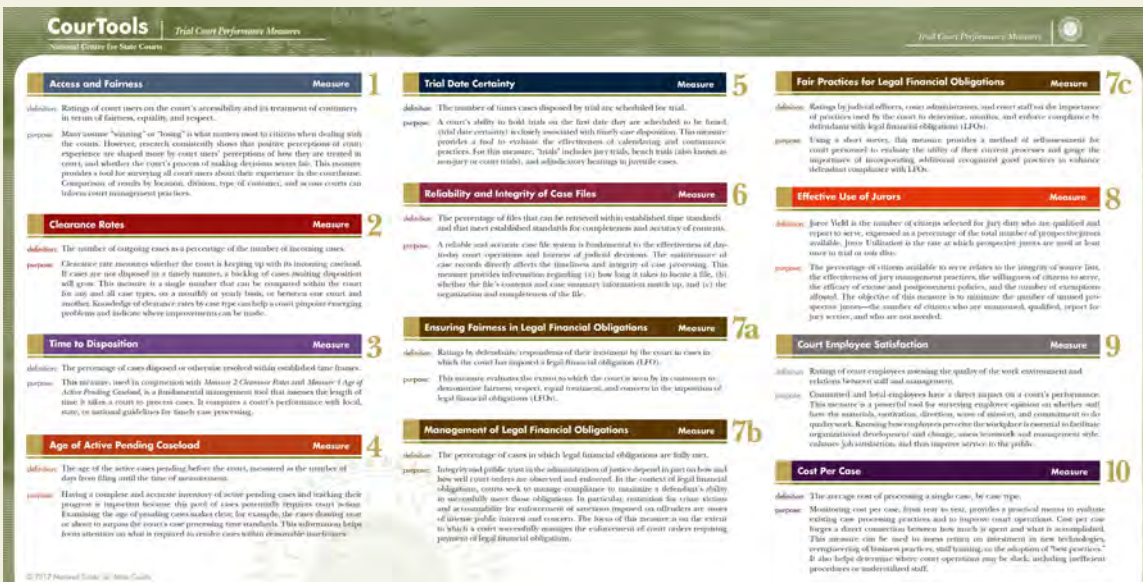 CourTools
Trial Court Performance Measures
National Center for State Courts
Trial Court Performance Measures
Access and Fairness Measure 1
definition: Ratings of court users on the court's accessibility and its treatment of customers
in terms of fairness, equality, and respect.
purpose: Many assume "winning" or "losing" is what matters most to citizens when dealing with
the courts. However, research consistently shows that positive perceptions of court
experience are shaped more by court users' perceptions of how they are treated in
court, and whether the court's process of making decisions seems fair. This measure
provides a tool for surveying all court users about their experience in the courthouse.
Comparison of results by location, division, type of customer, and across courts can
inform court management practices.
Clearance Rates Measure 2
definition: The number of outgoing cases as a percentage of the number of incoming cases.
purpose: Clearance rate measures whether the court is keeping up with its incoming caseload.
If cases are not disposed in a timely manner, a backlog of cases awaiting disposition
will grow. This measure is a single number that can be compared within the court
for any and all case types, on a monthly or yearly basis, or between one court and
another. Knowledge of clearance rates by case type can help a court pinpoint emerging
problems and indicate where improvements can be made.
Time to Disposition Measure 3
definition: The percentage of cases disposed or otherwise resolved within established time frames.
purpose: This measure, used in conjunction with Measure 2 Clearance Rates and Measure 4 Age of
Active Pending Caseload, is a fundamental management tool that assesses the length of
time it takes a court to process cases. It compares a court's performance with local,
state, or national guidelines for timely case processing.
Age of Active Pending Caseload Measure 4
definition: The age of the active cases pending before the court, measured as the number of
days from filing until the time of measurement.
purpose: Having a complete and accurate inventory of active pending cases and tracking their
progress is important because this pool of cases potentially requires court action.
Examining the age of pending cases makes clear, for example, the cases drawing near
or about to surpass the court's case processing time standards. This information helps
focus attention on what is required to resolve cases within reasonable timeframes.
Trial Date Certainty Measure 5
definition: The number of times cases disposed by trial are scheduled for trial.
purpose: A court's ability to hold trials on the first date they are scheduled to be heard
(trial date certainty) is closely associated with timely case disposition. This measure
provides a tool to evaluate the effectiveness of calendaring and continuance
practices. For this measure, "trials" includes jury trials, bench trials (also known as
non-jury or court trials), and adjudicatory hearings in juvenile cases.
Reliability and Integrity of Case Files Measure 6
definition: The percentage of files that can be retrieved within established time standards
and that meet established standards for completeness and accuracy of contents.
purpose: A reliable and accurate case file system is fundamental to the effectiveness of day-
today court operations and fairness of judicial decisions. The maintenance of
case records directly affects the timeliness and integrity of case processing. This
measure provides information regarding (a) how long it takes to locate a file, (b)
whether the file's contents and case summary information match up, and (c) the
organization and completeness of the file.
Ensuring Fairness in Legal Financial Obligations Measure 7a
definition: Ratings by defendants/respondents of their treatment by the court in cases in
which the court has imposed a legal financial obligation (LFO).
purpose: This measure evaluates the extent to which the court is seen by its customers to
demonstrate fairness, respect, equal treatment, and concern in the imposition of
legal financial obligations (LFOs).
Management of Legal Financial Obligations Measure 7b
definition: The percentage of cases in which legal financial obligations are fully met.
purpose: Integrity and public trust in the administration of justice depend in part on how and
how well court orders are observed and enforced. In the context of legal financial
obligations, courts seek to manage compliance to maximize a defendant's ability
to successfully meet those obligations. In particular, restitution for crime victims
and accountability for enforcement of sanctions imposed on offenders are issues
of intense public interest and concern. The focus of this measure is on the extent
to which a court successfully manages the enforcement of court orders requiring
payment of legal financial obligations.
Fair Practices for Legal Financial Obligations Measure 7c
definition: Ratings by judicial officers, court administrators, and court staff on the importance
of practices used by the court to determine, monitor, and enforce compliance by
defendants with legal financial obligations (LFOs).
purpose: Using a short survey, this measure provides a method of self-assessment for
court personnel to evaluate the utility of their current processes and gauge the
importance of incorporating additional recognized good practices to enhance
defendant compliance with LFOs.
Effective Use of Jurors Measure 8
definition: Juror Yield is the number of citizens selected for jury duty who are qualified and
report to serve, expressed as a percentage of the total number of prospective jurors
available. Juror Utilization is the rate at which prospective jurors are used at least
once in trial or voir dire.
purpose: The percentage of citizens available to serve relates to the integrity of source lists,
the effectiveness of jury management practices, the willingness of citizens to serve,
the efficacy of excuse and postponement policies, and the number of exemptions
allowed. The objective of this measure is to minimize the number of unused pro-
spective jurors—the number of citizens who are summoned, qualified, report for
jury service, and who are not needed.
Court Employee Satisfaction Measure 9
definition: Ratings of court employees assessing the quality of the work environment and
relations between staff and management.
purpose: Committed and loyal employees have a direct impact on a court's performance.
This measure is a powerful tool for surveying employee opinion on whether staff
have the materials, motivation, direction, sense of mission, and commitment to do
quality work. Knowing how employees perceive the workplace is essential to facilitate
organizational development and change, assess teamwork and management style,
enhance job satisfaction, and thus improve service to the public.
Cost Per Case Measure 10
definition: The average cost of processing a single case, by case type.
purpose: Monitoring cost per case, from year to year, provides a practical means to evaluate
existing case processing practices and to improve court operations. Cost per case
forges a direct connection between how much is spent and what is accomplished.
This measure can be used to assess return on investment in new technologies,
reengineering of business practices, staff training, or the adoption of "best practices."
It also helps determine where court operations may be slack, including inefficient
procedures or underutilized staff.
National Center for State Courts